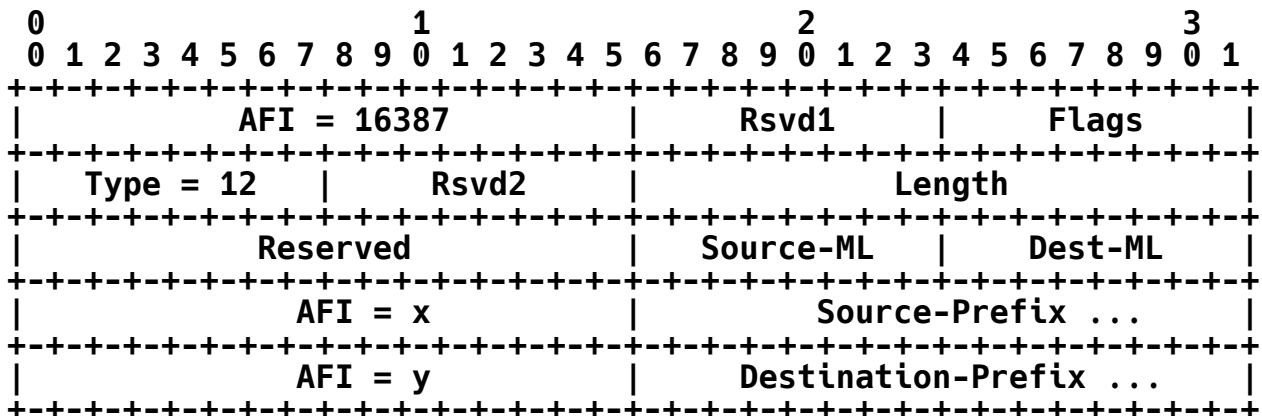 0                   1                   2                   3
 0 1 2 3 4 5 6 7 8 9 0 1 2 3 4 5 6 7 8 9 0 1 2 3 4 5 6 7 8 9 0 1
+-+-+-+-+-+-+-+-+-+-+-+-+-+-+-+-+-+-+-+-+-+-+-+-+-+-+-+-+-+-+-+-+
|           AFI = 16387         |     Rsvd1     |     Flags     |
+-+-+-+-+-+-+-+-+-+-+-+-+-+-+-+-+-+-+-+-+-+-+-+-+-+-+-+-+-+-+-+-+
|   Type = 12   |     Rsvd2     |             Length            |
+-+-+-+-+-+-+-+-+-+-+-+-+-+-+-+-+-+-+-+-+-+-+-+-+-+-+-+-+-+-+-+-+
|            Reserved           |   Source-ML   |    Dest-ML    |
+-+-+-+-+-+-+-+-+-+-+-+-+-+-+-+-+-+-+-+-+-+-+-+-+-+-+-+-+-+-+-+-+
|              AFI = x          |         Source-Prefix ...     |
+-+-+-+-+-+-+-+-+-+-+-+-+-+-+-+-+-+-+-+-+-+-+-+-+-+-+-+-+-+-+-+-+
|              AFI = y          |     Destination-Prefix ...    |
+-+-+-+-+-+-+-+-+-+-+-+-+-+-+-+-+-+-+-+-+-+-+-+-+-+-+-+-+-+-+-+-+